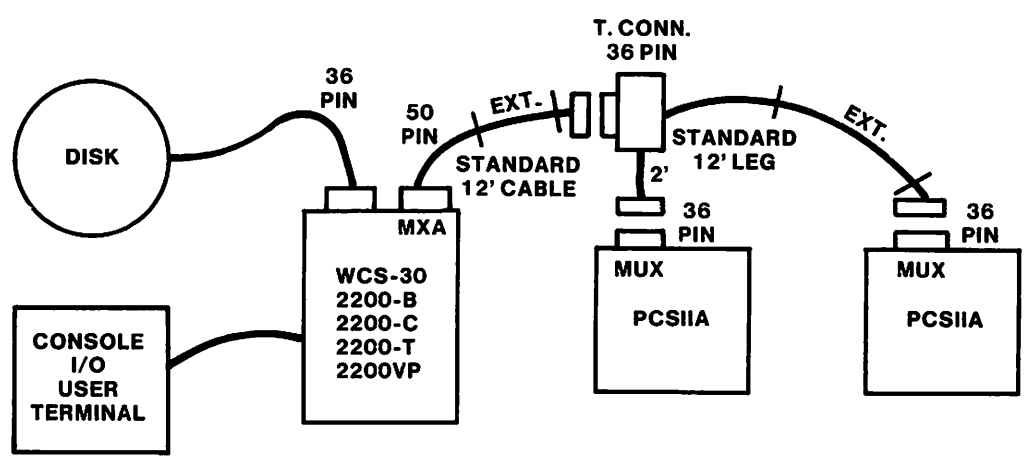 T. CONN.
36 PIN
36
PIN
50
PIN
EXT.
EXT.
DISK
STANDARD
12' CABLE
STANDARD
12' LEG
2'
36
PIN
36
PIN
MXA
WCS-30
2200-B
2200-C
2200-T
2200VP
MUX
PCSIIA
MUX
PCSIIA
CONSOLE
I/O
USER
TERMINAL